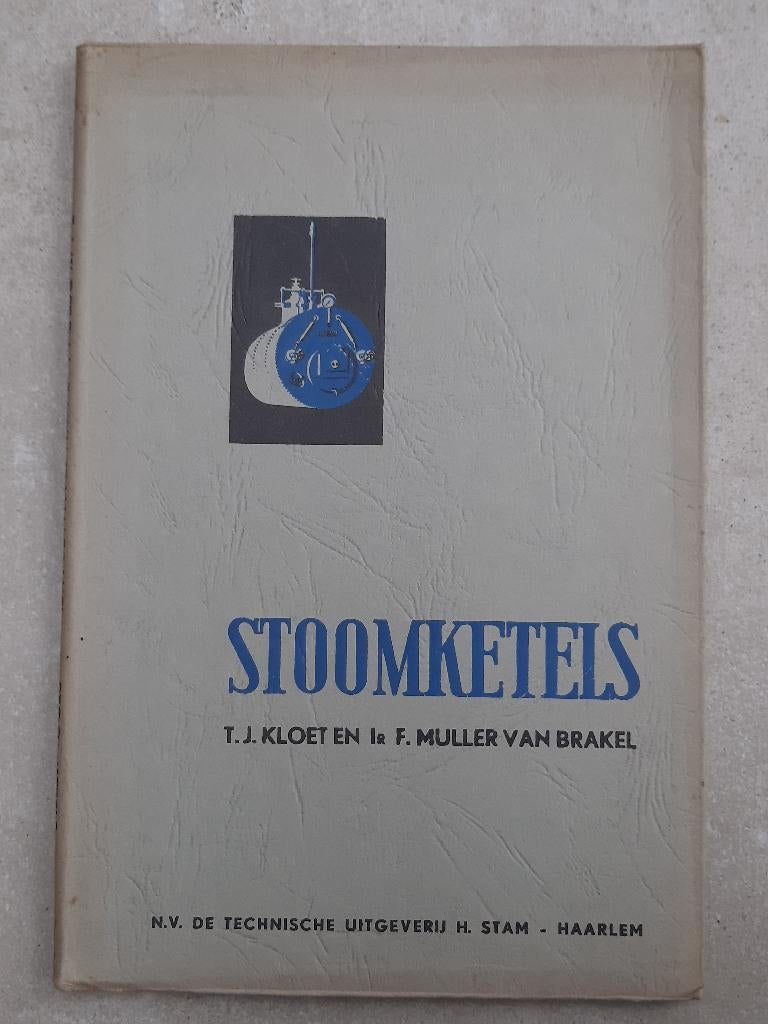 STOOMKETELS
T. J. KLOET EN IR F. MULLER VAN BRAKEL
N.V. DE TECHNISCHE UITGEVERIJ H. STAM - HAARLEM